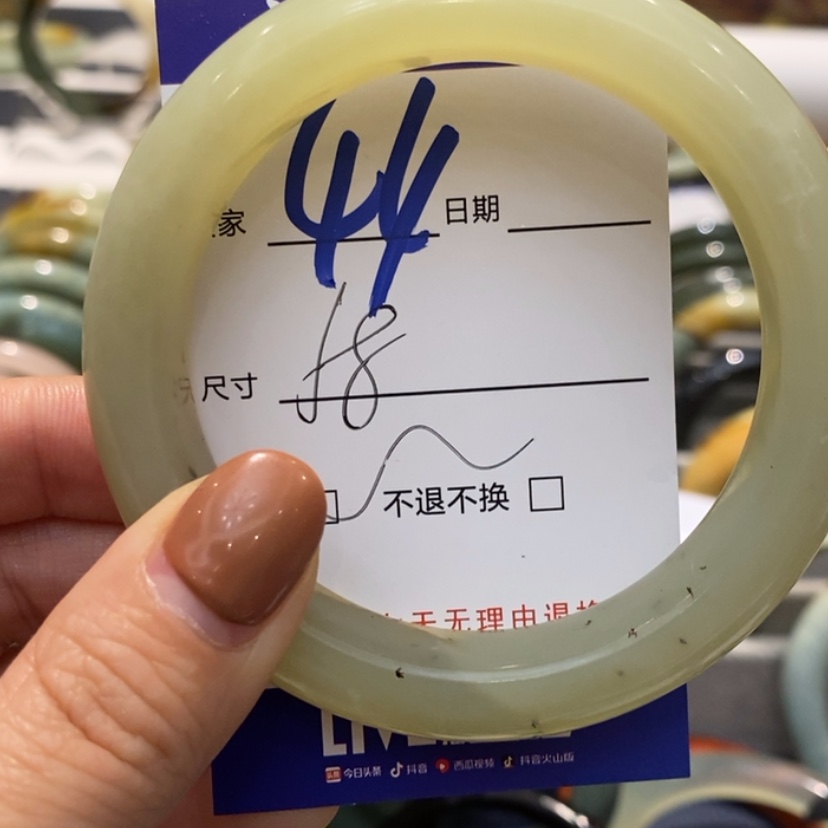 44
家 日期
尺寸 58
不退不换
天无理由退换
LIVE
今日头条 抖音 西瓜视频 抖音火山版